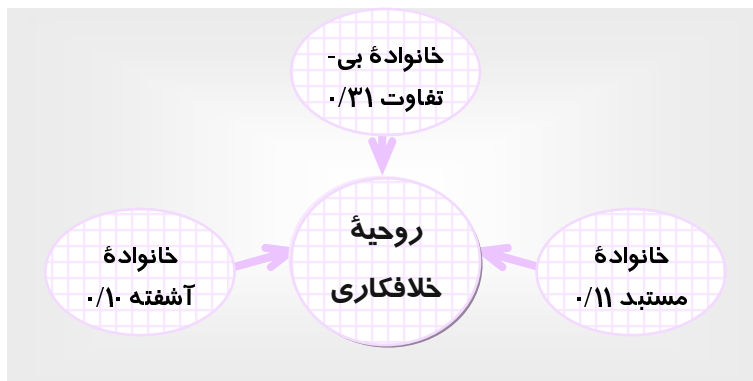 خانوادهٔ بی-
تفاوت ۰/۳۱
روحیهٔ
خلافکاری
خانوادهٔ
مستبد ۰/۱۱
خانوادهٔ
آشفته ۰/۱۰